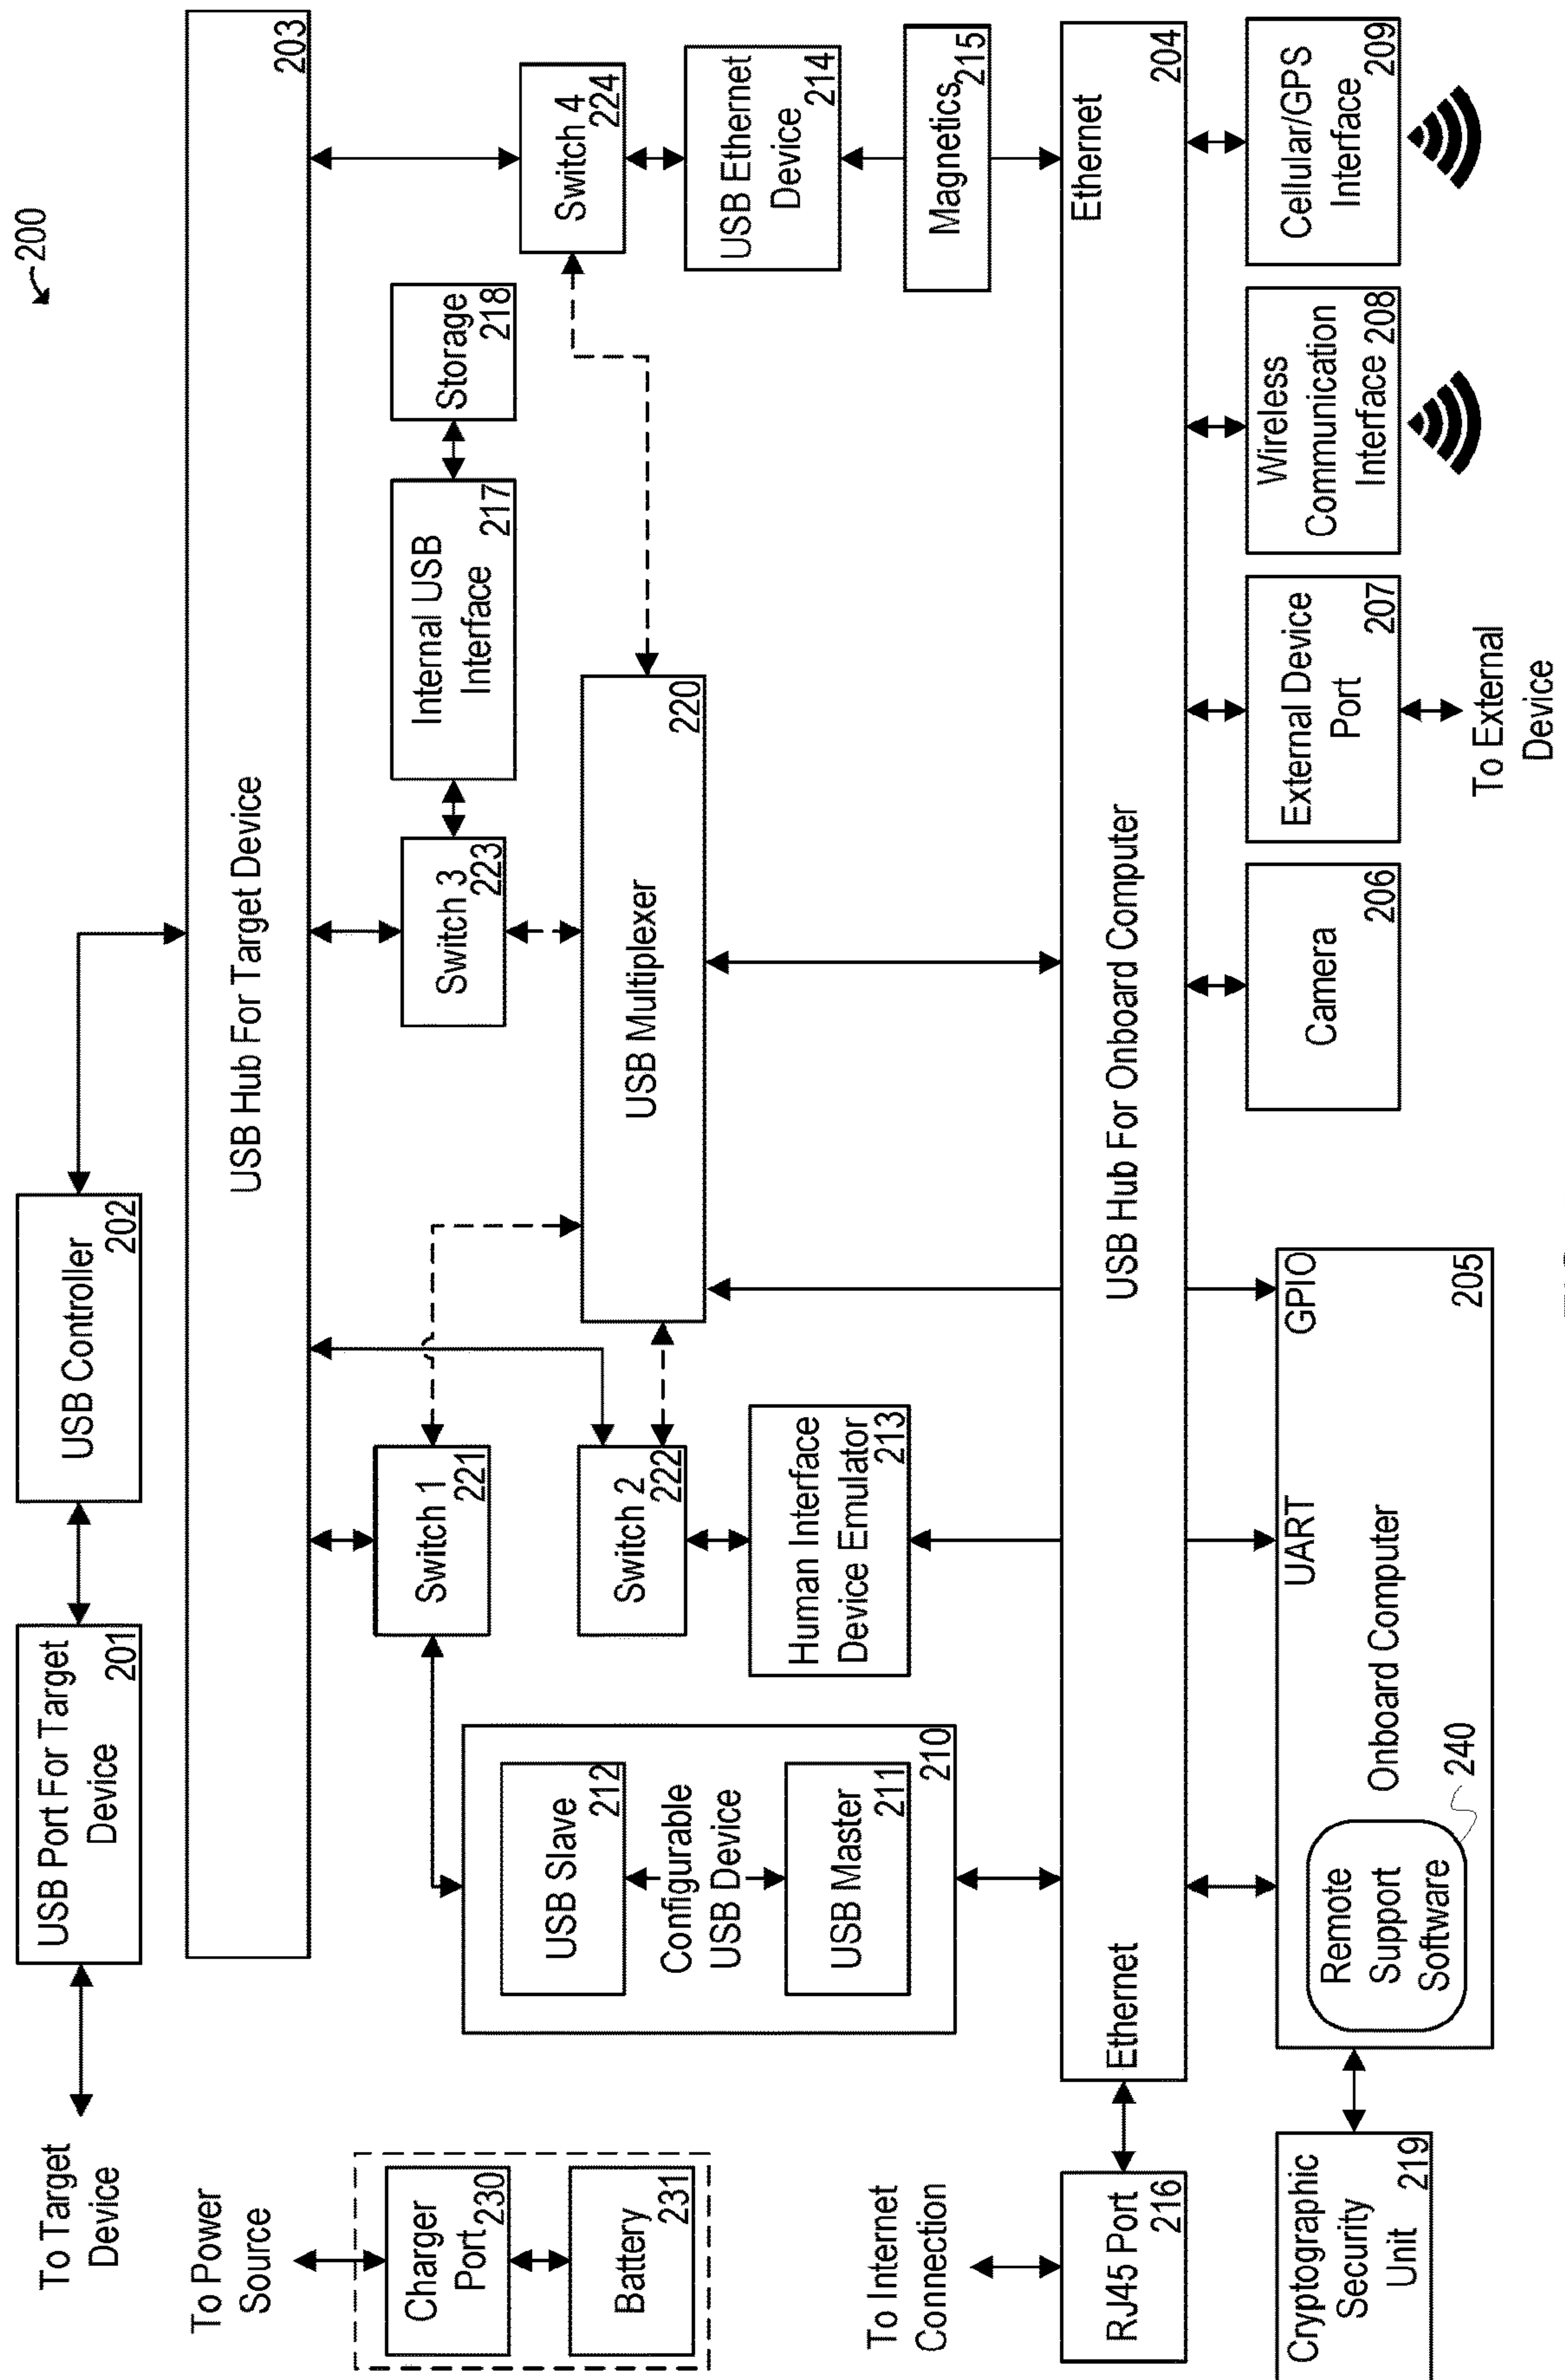 200
To Target
Device
USB Port For Target
Device
201
USB Controller
202
USB Hub For Target Device
203
To Power
Source
Charger
Port
230
Battery
231
Switch 1
221
Switch 2
222
Switch 3
223
Internal USB
Interface
217
Storage
218
Switch 4
224
USB Slave
212
Configurable
USB Device
USB Master
211
210
Human Interface
Device Emulator
213
USB Multiplexer
220
USB Ethernet
Device
214
Magnetics
215
To Internet
Connection
RJ45 Port
216
Ethernet
USB Hub For Onboard Computer
Ethernet
204
Cryptographic
Security
Unit
219
UART
GPIO
Remote
Support
Software
240
Onboard Computer
205
Camera
206
External Device
Port
207
To External
Device
Wireless
Communication
Interface
208
Cellular/GPS
Interface
209